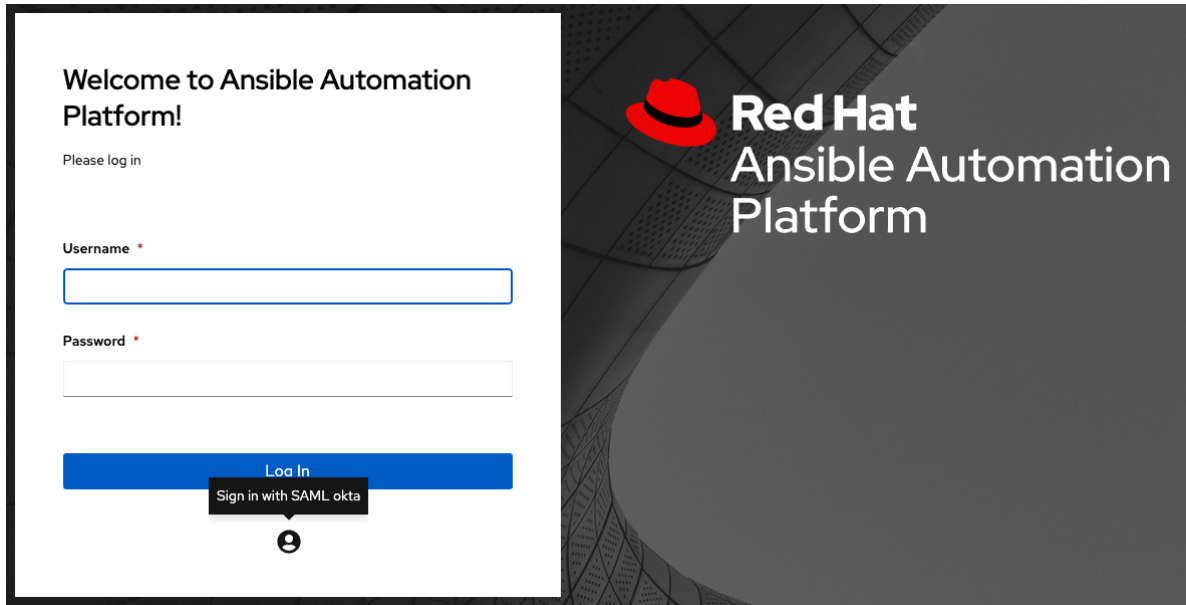 Welcome to Ansible Automation
Platform!
Please log in
Username *
Password *
Log In
Sign in with SAML okta
Red Hat
Ansible Automation
Platform